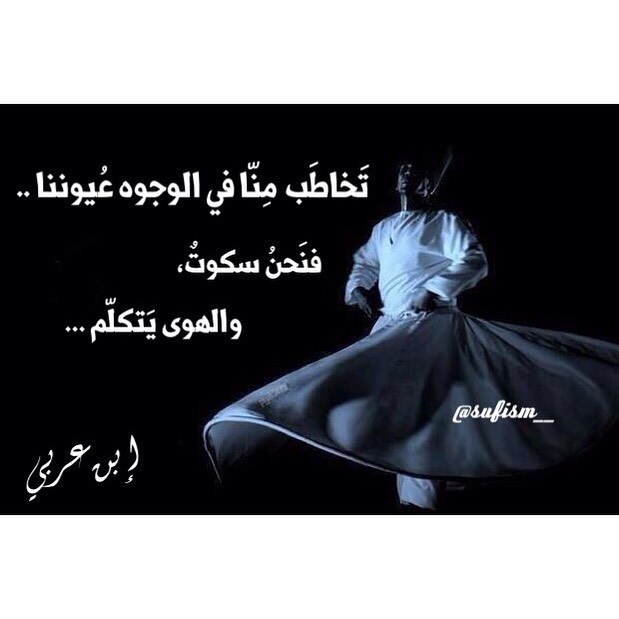 تَخاطَب مِنّا في الوجوه عُيوننا ..
فنَحنُ سكوتٌ،
والهوى يَتكلّم ...
@sufism__
إبن عربي